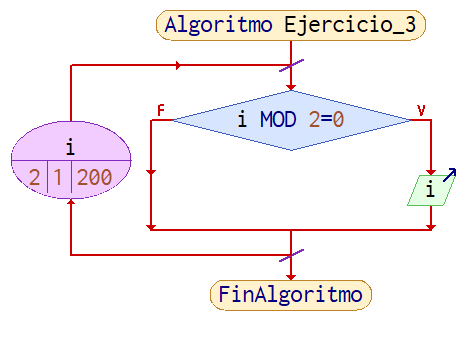 Algoritmo Ejercicio_3
F
V
i MOD 2=0
i
2 1 200
i
FinAlgoritmo